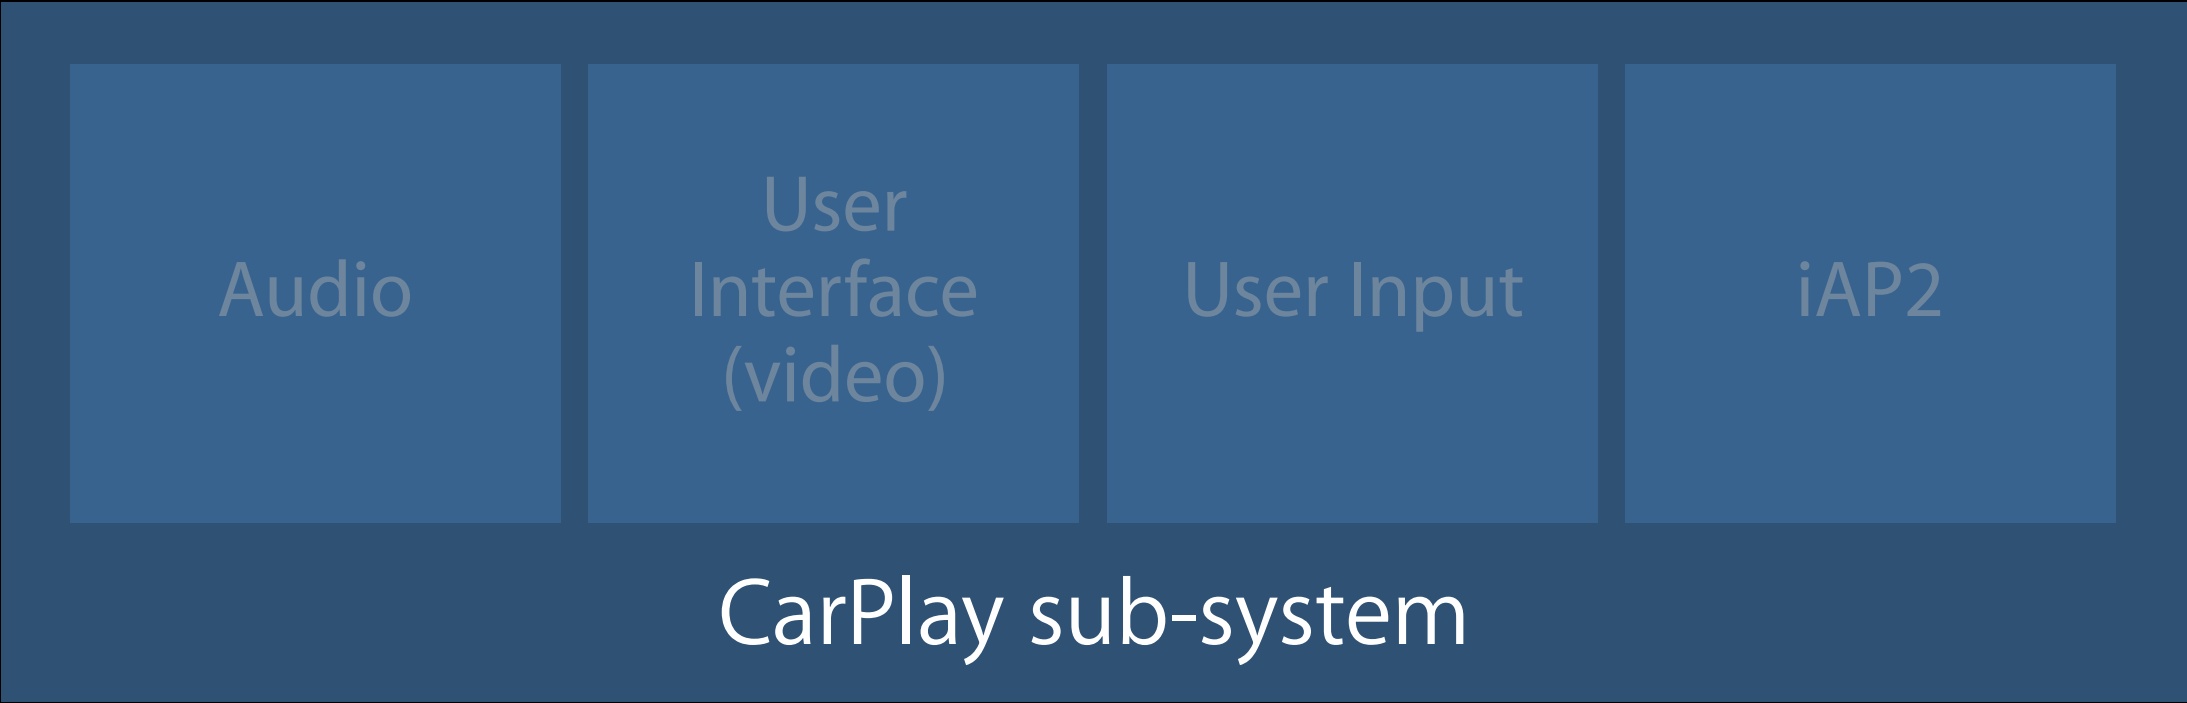 Audio
User
Interface
(video)
User Input
iAP2
CarPlay sub-system